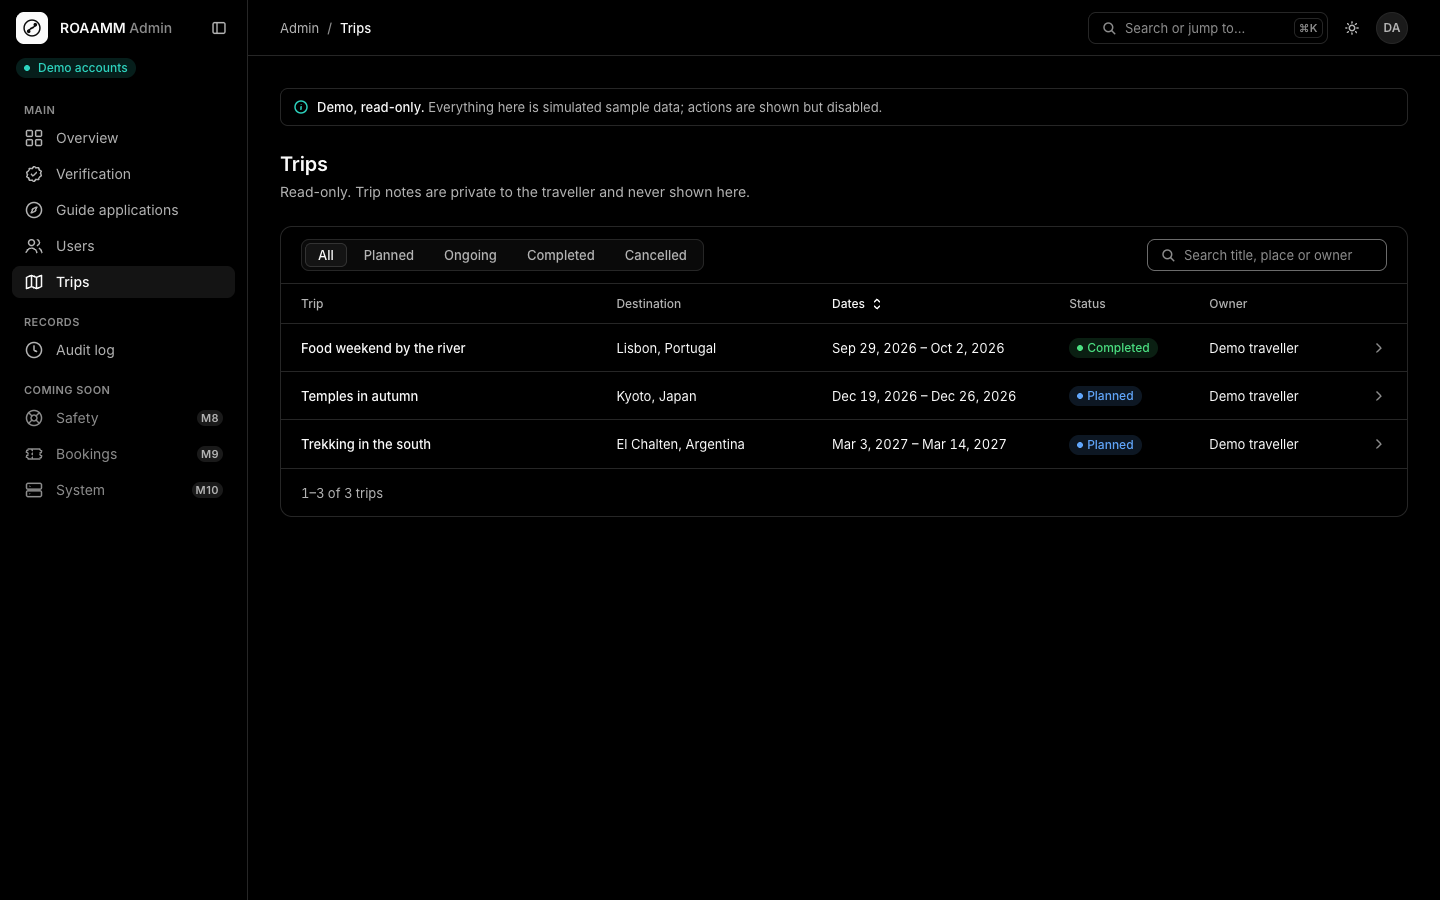 ROAAMM Admin
Demo accounts
MAIN
Overview
Verification
Guide applications
Users
Trips
RECORDS
Audit log
COMING SOON
Safety M8
Bookings M9
System M10
Admin / Trips
Search or jump to... ⌘K
DA
Demo, read-only. Everything here is simulated sample data; actions are shown but disabled.
Trips
Read-only. Trip notes are private to the traveller and never shown here.
All Planned Ongoing Completed Cancelled
Search title, place or owner
Trip Destination Dates Status Owner
Food weekend by the river Lisbon, Portugal Sep 29, 2026 – Oct 2, 2026 Completed Demo traveller
Temples in autumn Kyoto, Japan Dec 19, 2026 – Dec 26, 2026 Planned Demo traveller
Trekking in the south El Chalten, Argentina Mar 3, 2027 – Mar 14, 2027 Planned Demo traveller
1–3 of 3 trips